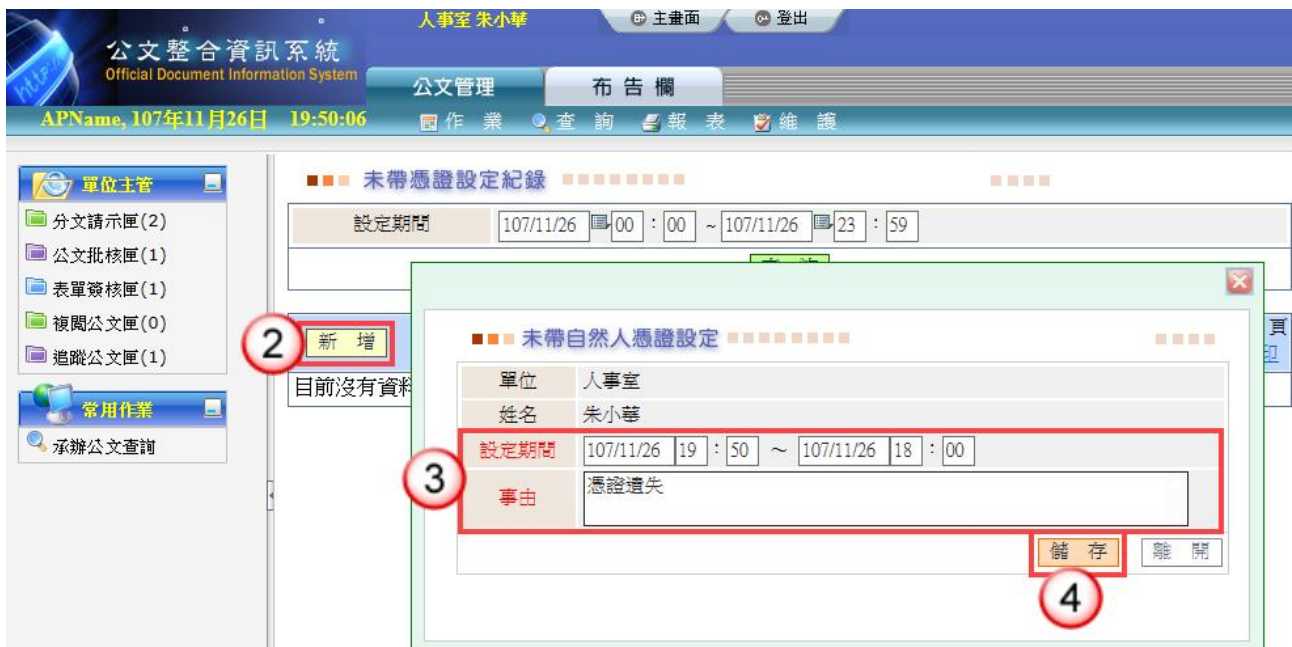 人事室 朱小華 主畫面 登出
公文整合資訊系統
Official Document Information System
公文管理 布告欄
APName, 107年11月26日 19:50:06 作業 查詢 報表 維護
單位主管
分文請示匣(2)
公文批核匣(1)
表單簽核匣(1)
複閱公文匣(0)
追蹤公文匣(1)
常用作業
承辦公文查詢
未帶憑證設定紀錄
設定期間 107/11/26 00 : 00 ~ 107/11/26 23 : 59
2 新增 頁
印
目前沒有資料
未帶自然人憑證設定
單位 人事室
姓名 朱小華
3
設定期間 107/11/26 19 : 50 ～ 107/11/26 18 : 00
事由 憑證遺失
儲存 離開
4